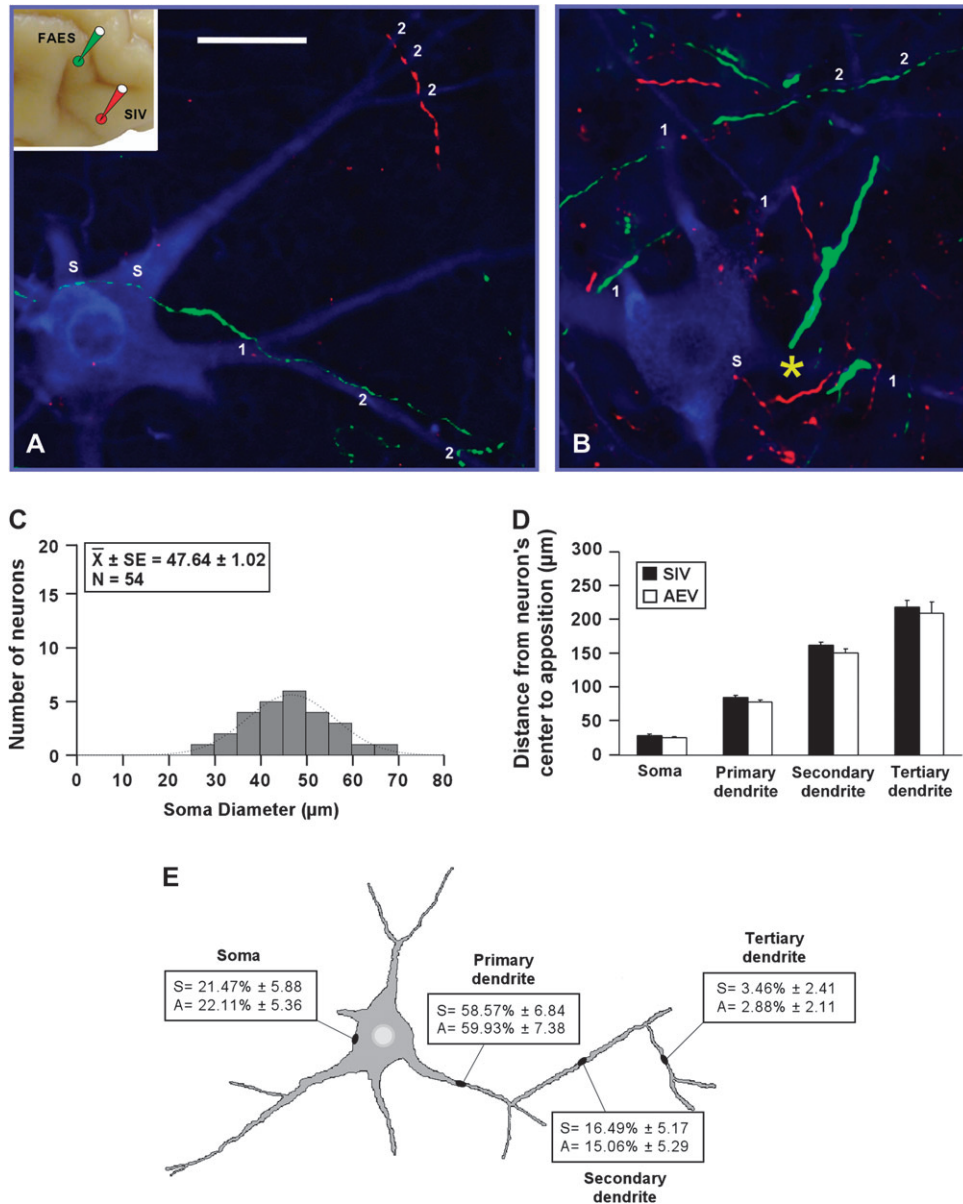 FAES
SIV
2
2
2
S
S
1
2
2
A
2
2
1
1
1
S
*
1
B
C
20
15
10
5
0
Number of neurons
X̅ ± SE = 47.64 ± 1.02
N = 54
0 10 20 30 40 50 60 70 80
Soma Diameter (µm)
D
Distance from neuron's
center to apposition (µm)
300
250
200
150
100
50
0
SIV
AEV
Soma
Primary
dendrite
Secondary
dendrite
Tertiary
dendrite
E
Soma
S= 21.47% ± 5.88
A= 22.11% ± 5.36
Primary
dendrite
S= 58.57% ± 6.84
A= 59.93% ± 7.38
Tertiary
dendrite
S= 3.46% ± 2.41
A= 2.88% ± 2.11
S= 16.49% ± 5.17
A= 15.06% ± 5.29
Secondary
dendrite